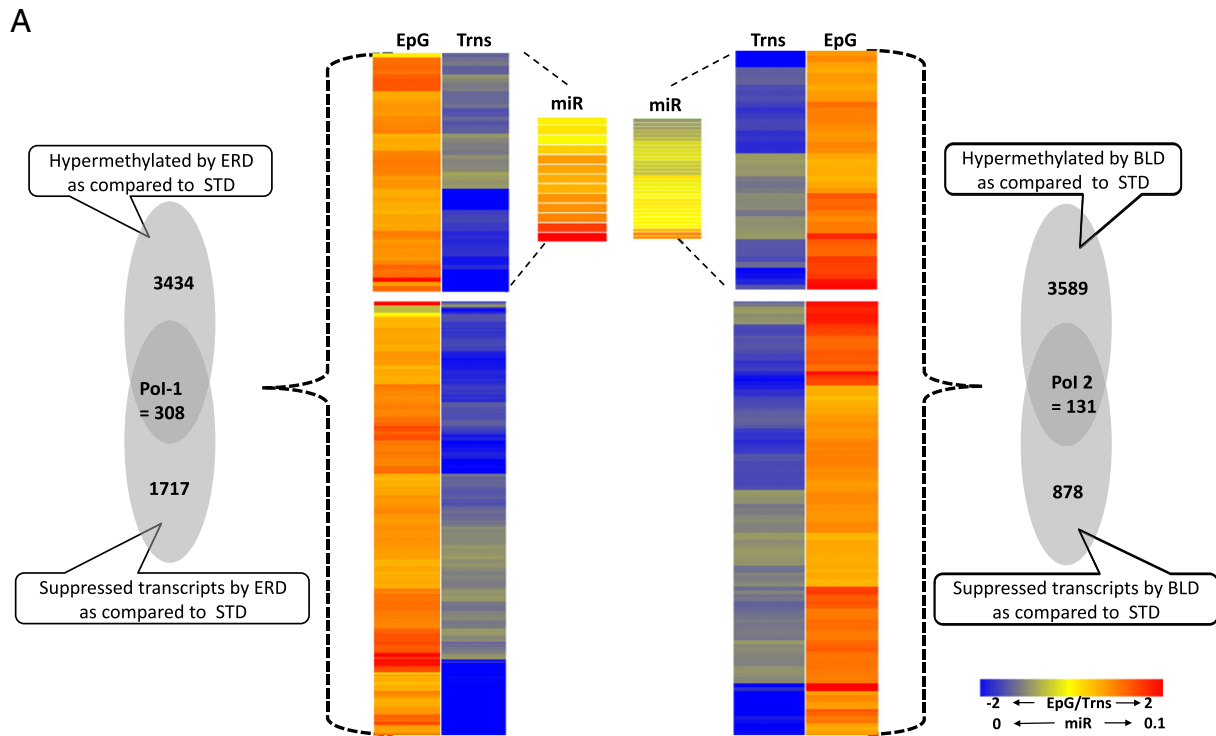 A
EpG Trns
Trns EpG
miR
miR
Hypermethylated by ERD
as compared to STD
Hypermethylated by BLD
as compared to STD
3434
3589
PoI-1
= 308
PoI 2
= 131
1717
878
Suppressed transcripts by ERD
as compared to STD
Suppressed transcripts by BLD
as compared to STD
-2 EpG/Trns 2
0 miR 0.1